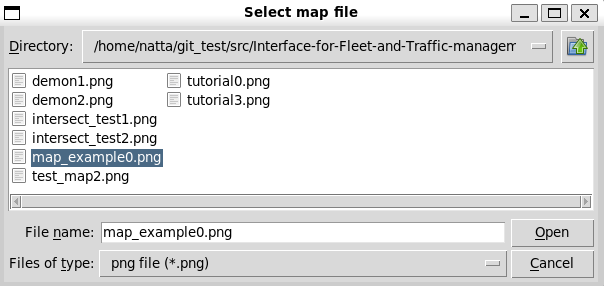 Select map file
Directory: /home/natta/git_test/src/Interface-for-Fleet-and-Traffic-managem
demon1.png tutorial0.png
demon2.png tutorial3.png
intersect_test1.png
intersect_test2.png
map_example0.png
test_map2.png
File name: map_example0.png Open
Files of type: png file (*.png) Cancel